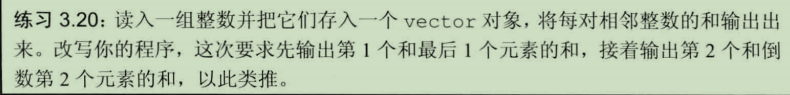 练习 3.20：读入一组整数并把它们存入一个 vector 对象，将每对相邻整数的和输出出
来。改写你的程序，这次要求先输出第 1 个和最后 1 个元素的和，接着输出第 2 个和倒
数第 2 个元素的和，以此类推。